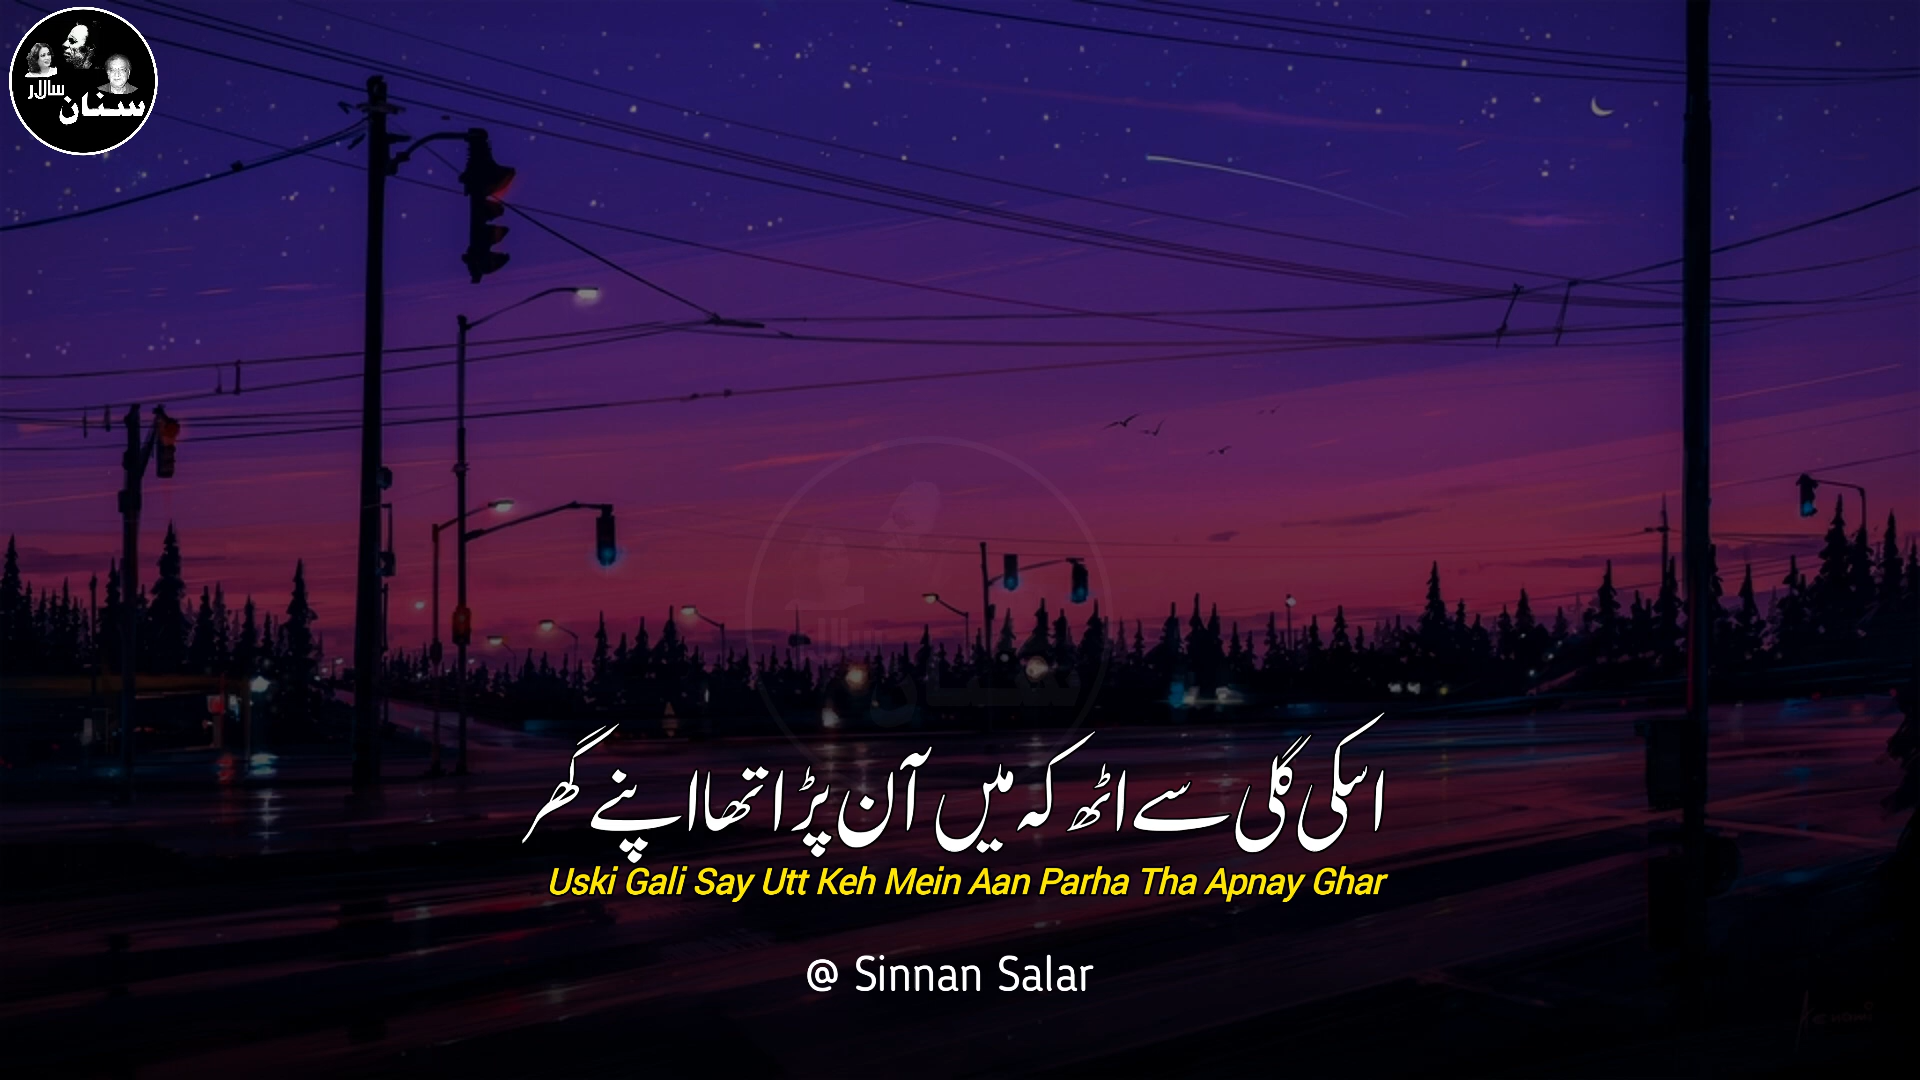 سنان
سالار
اسکی گلی سے اٹھ کہ میں آن پڑا تھا اپنے گھر
Uski Gali Say Utt Keh Mein Aan Parha Tha Apnay Ghar
@ Sinnan Salar